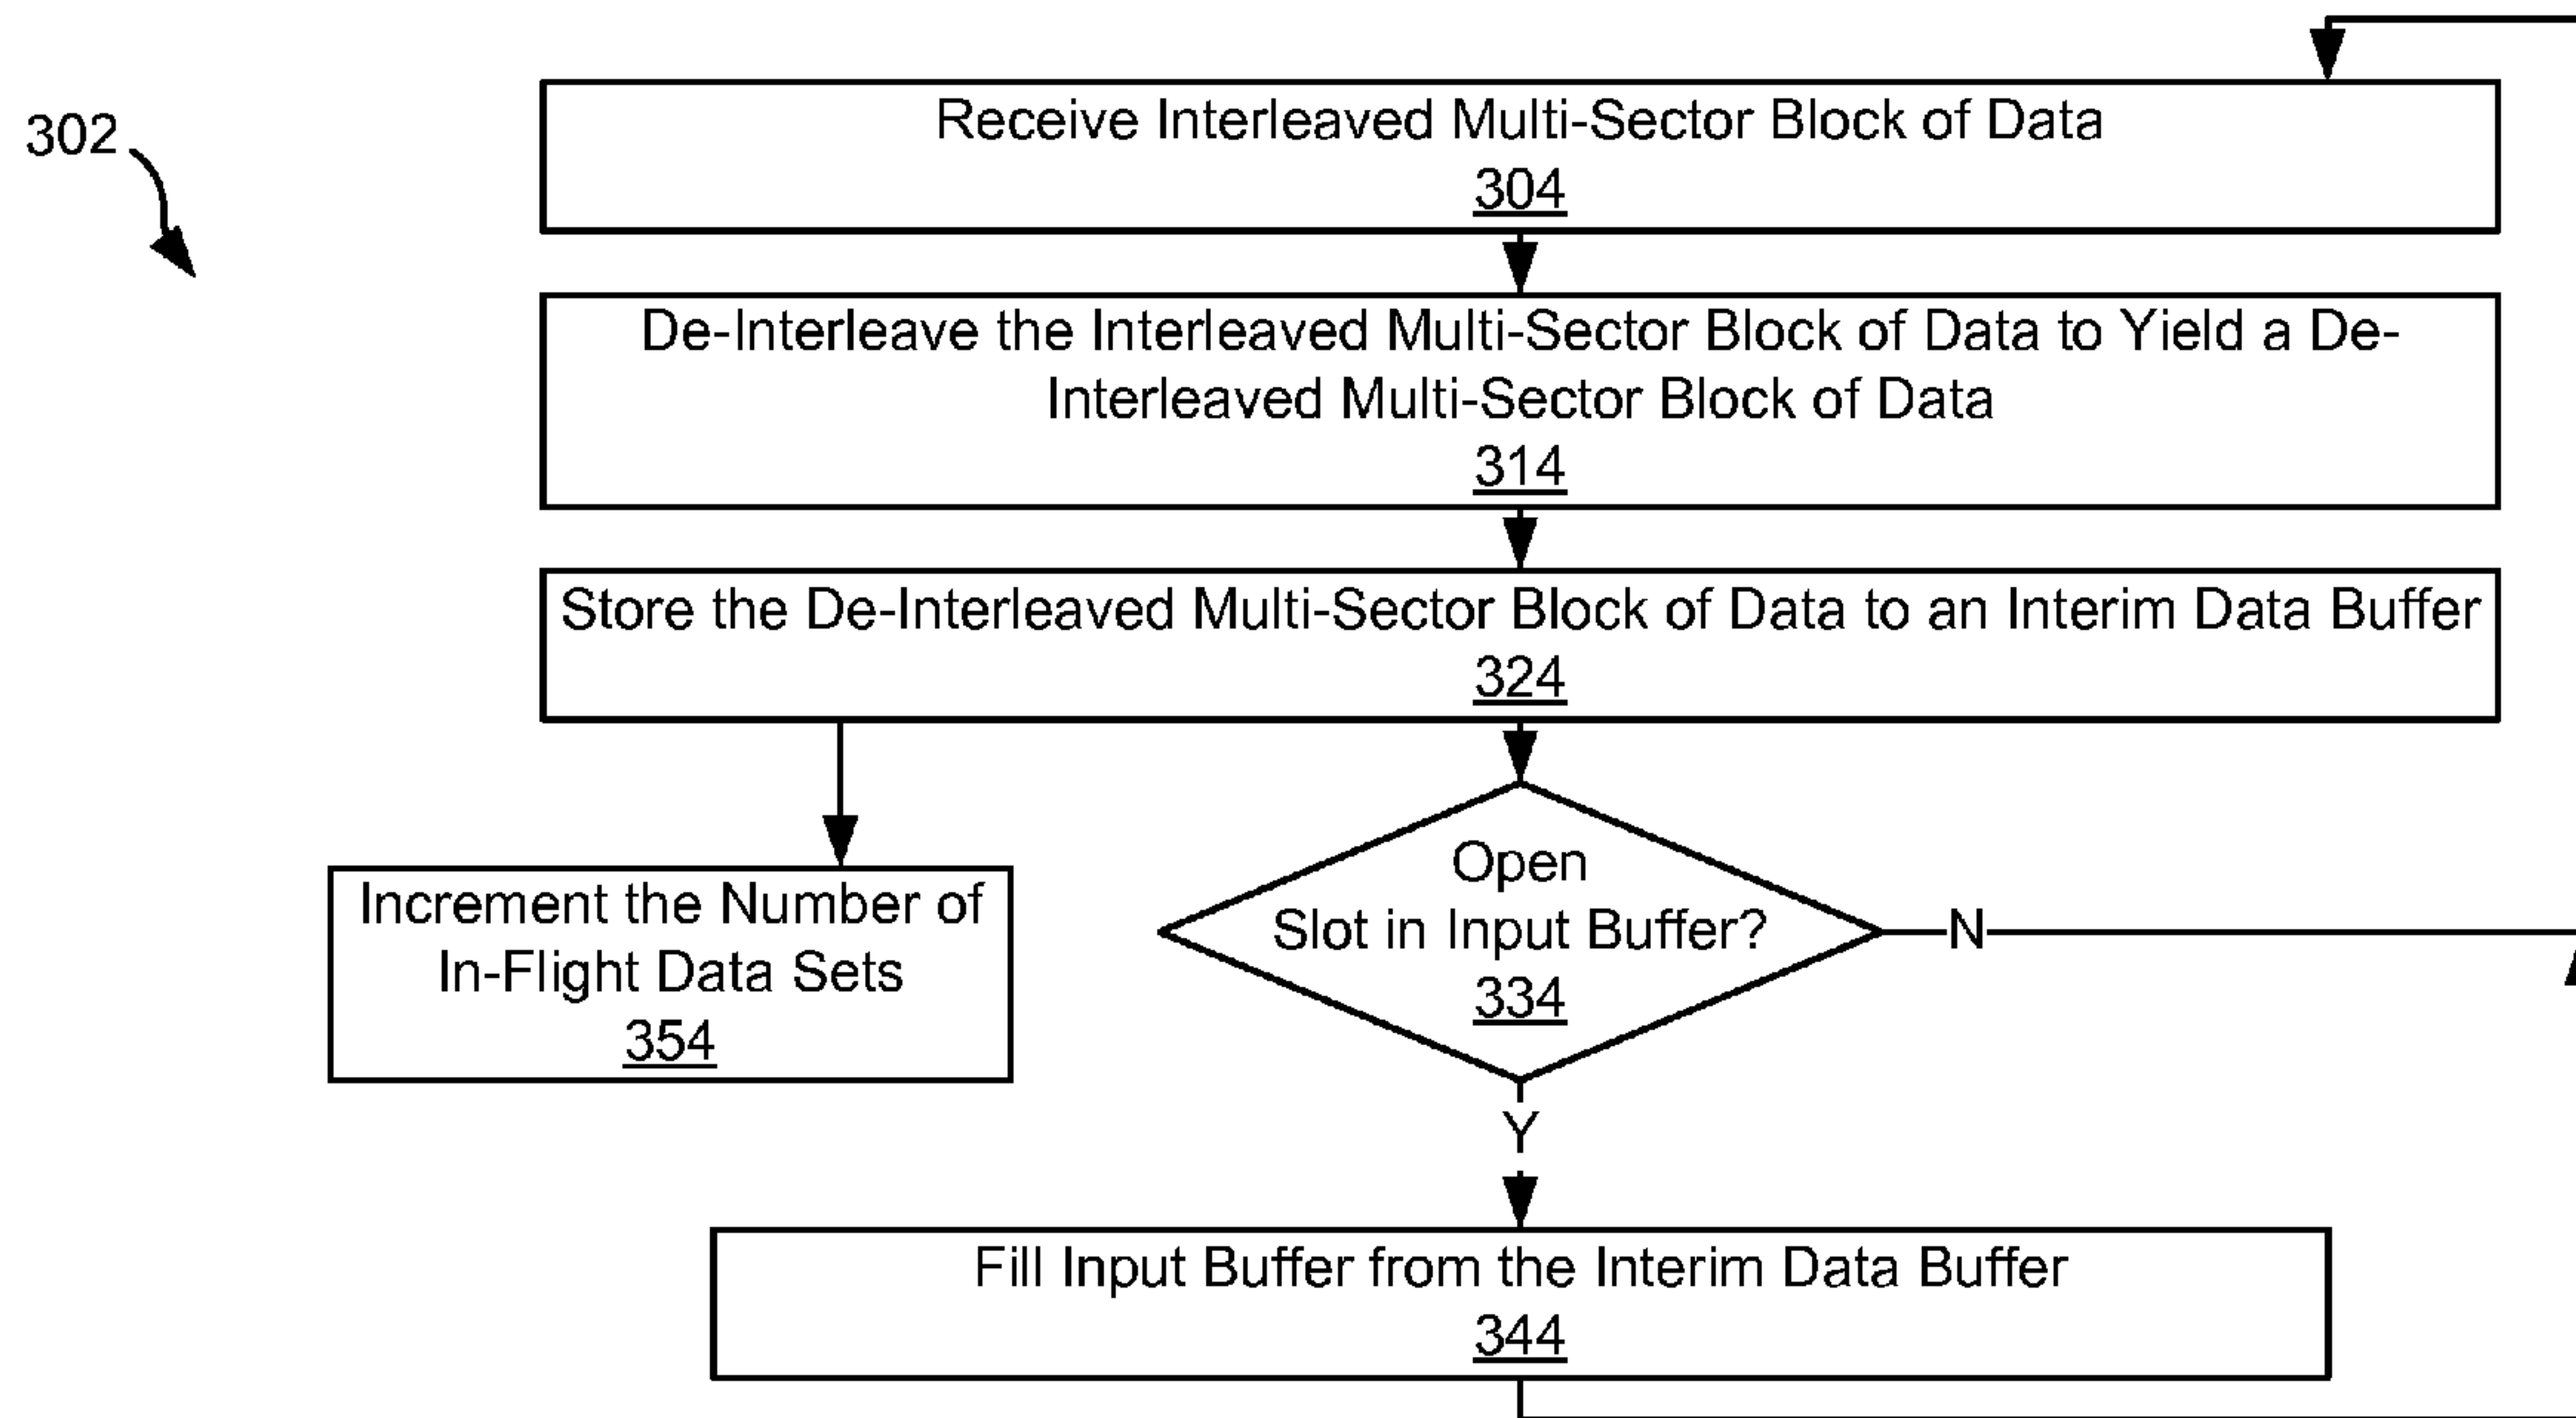 302
Receive Interleaved Multi-Sector Block of Data
304
De-Interleave the Interleaved Multi-Sector Block of Data to Yield a De-
Interleaved Multi-Sector Block of Data
314
Store the De-Interleaved Multi-Sector Block of Data to an Interim Data Buffer
324
Increment the Number of
In-Flight Data Sets
354
Open
Slot in Input Buffer?
334
N
Y
Fill Input Buffer from the Interim Data Buffer
344